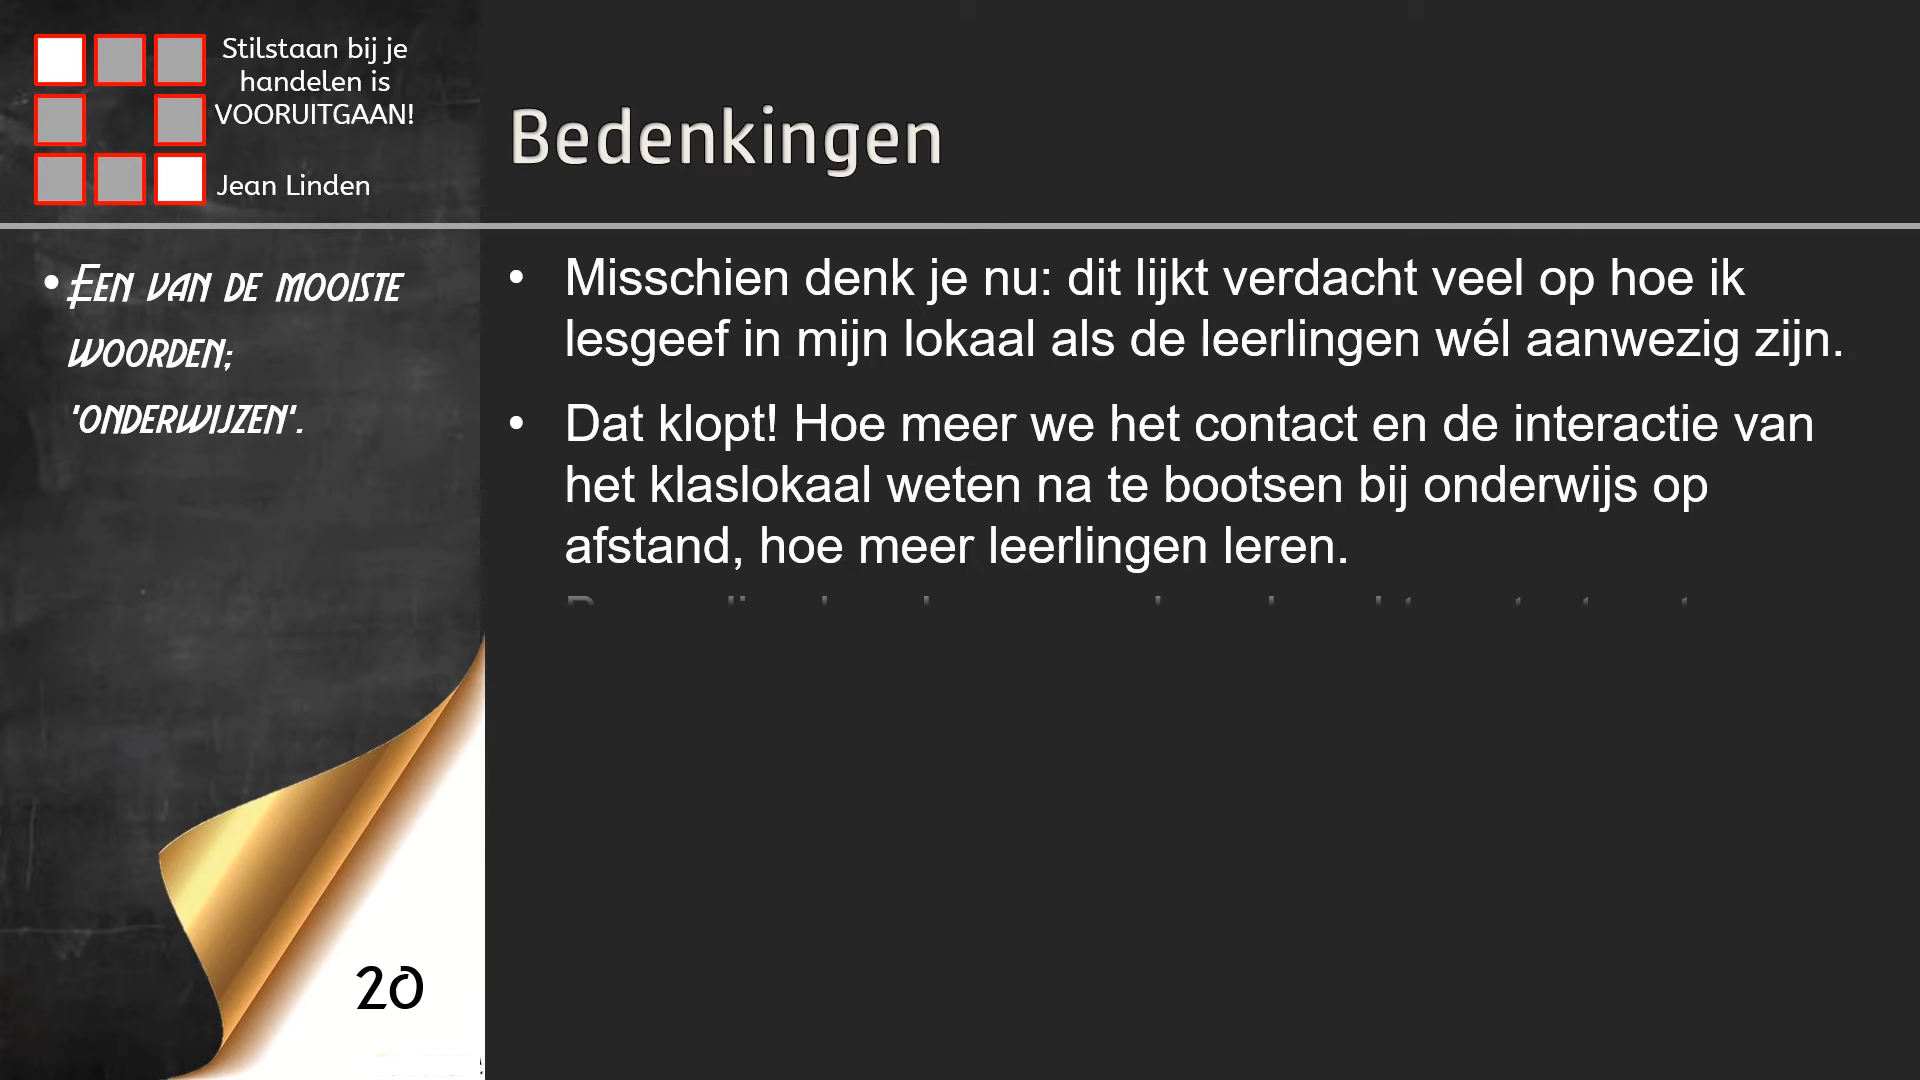 Stilstaan bij je
handelen is
VOORUITGAAN!
Jean Linden
Bedenkingen
• Een van de mooiste
woorden;
'onderwijzen'.
• Misschien denk je nu: dit lijkt verdacht veel op hoe ik
lesgeef in mijn lokaal als de leerlingen wél aanwezig zijn.
• Dat klopt! Hoe meer we het contact en de interactie van
het klaslokaal weten na te bootsen bij onderwijs op
afstand, hoe meer leerlingen leren.
20